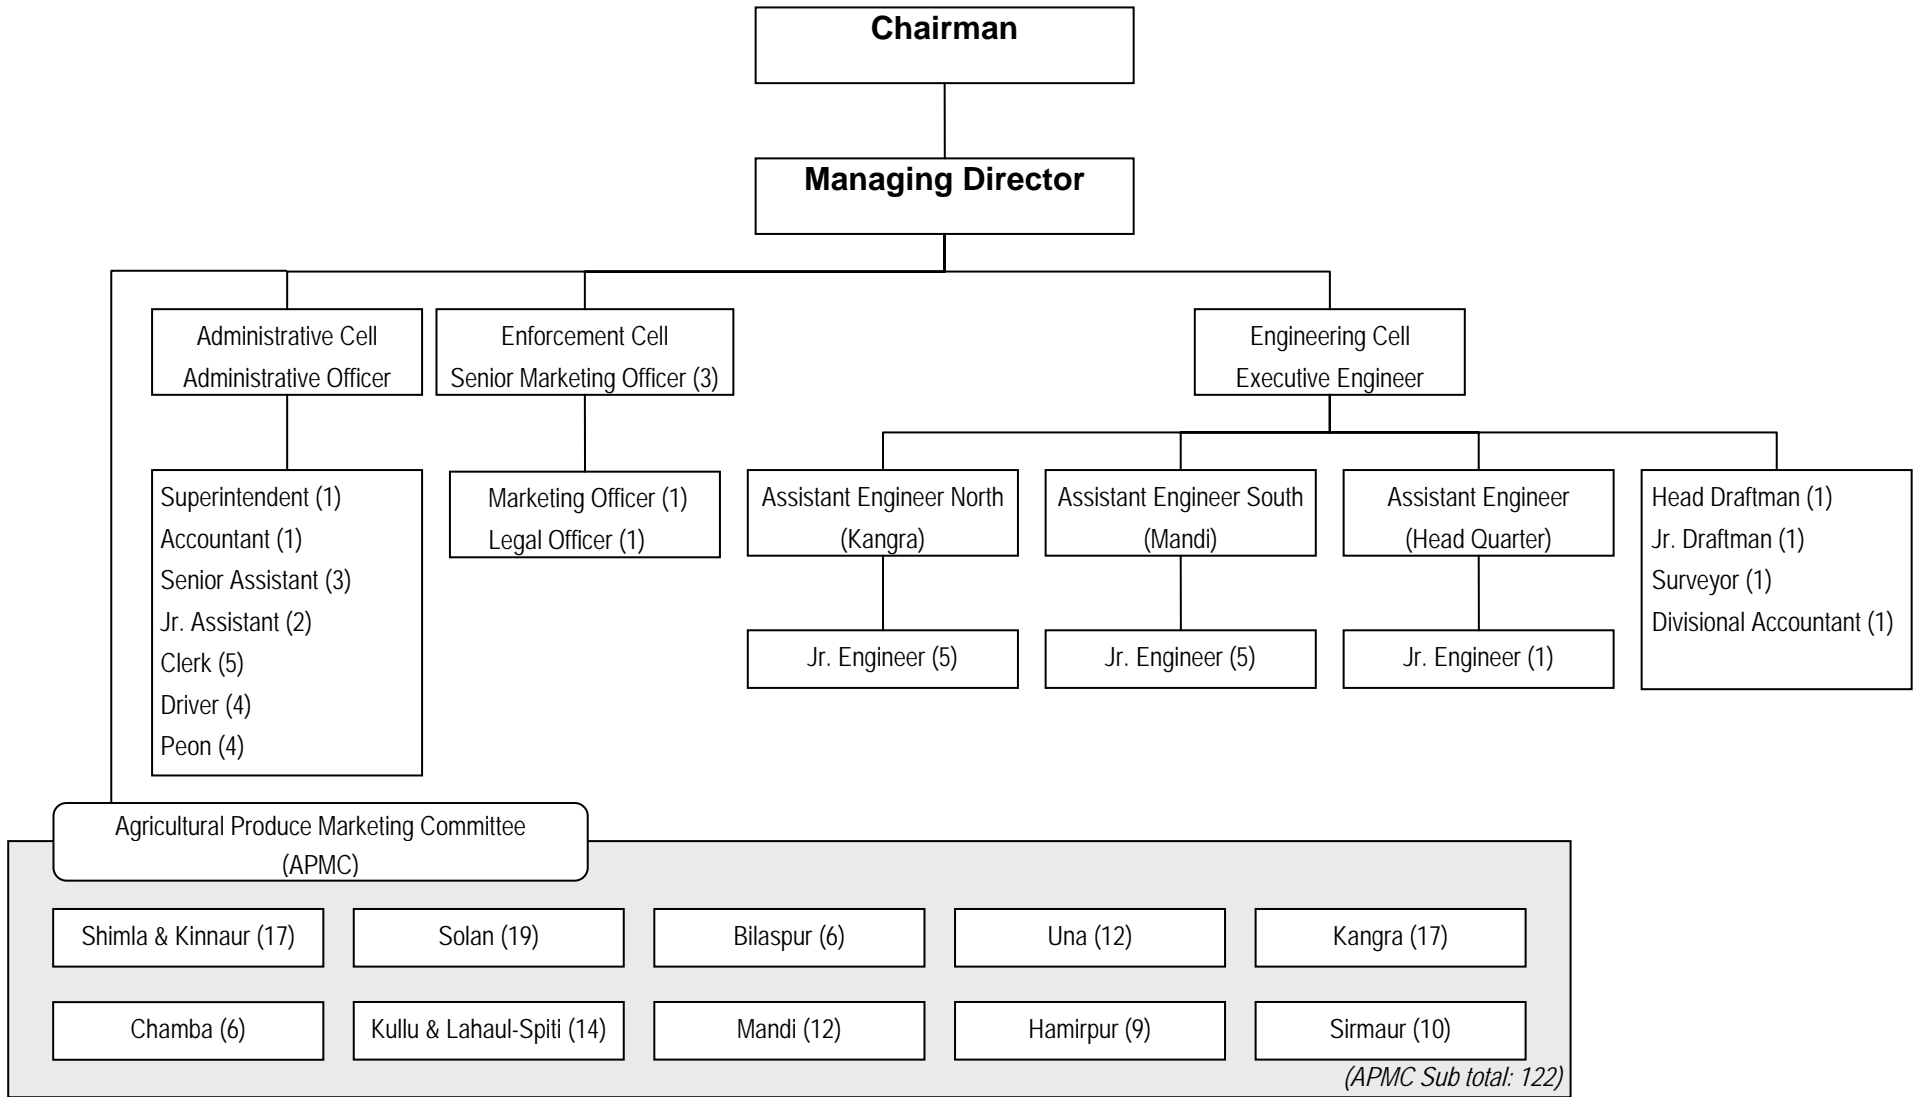 Chairman
Managing Director
Administrative Cell
Administrative Officer
Enforcement Cell
Senior Marketing Officer (3)
Engineering Cell
Executive Engineer
Superintendent (1)
Accountant (1)
Senior Assistant (3)
Jr. Assistant (2)
Clerk (5)
Driver (4)
Peon (4)
Marketing Officer (1)
Legal Officer (1)
Assistant Engineer North
(Kangra)
Assistant Engineer South
(Mandi)
Assistant Engineer
(Head Quarter)
Head Draftman (1)
Jr. Draftman (1)
Surveyor (1)
Divisional Accountant (1)
Jr. Engineer (5)
Jr. Engineer (5)
Jr. Engineer (1)
Agricultural Produce Marketing Committee
(APMC)
Shimla & Kinnaur (17)
Solan (19)
Bilaspur (6)
Una (12)
Kangra (17)
Chamba (6)
Kullu & Lahaul-Spiti (14)
Mandi (12)
Hamirpur (9)
Sirmaur (10)
(APMC Sub total: 122)